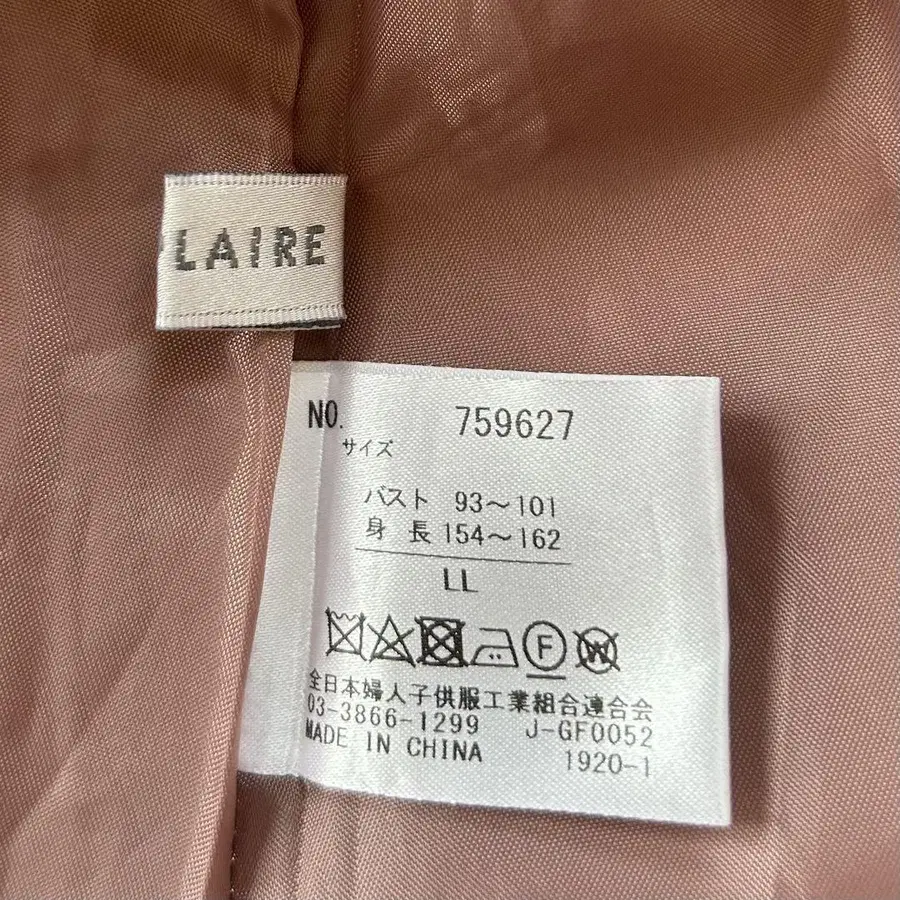 LAIRE
NO. 759627
サイズ
バスト 93~101
身 長 154~162
LL
F W
全日本婦人子供服工業組合連合会
03-3866-1299 J-GF0052
MADE IN CHINA 1920-1